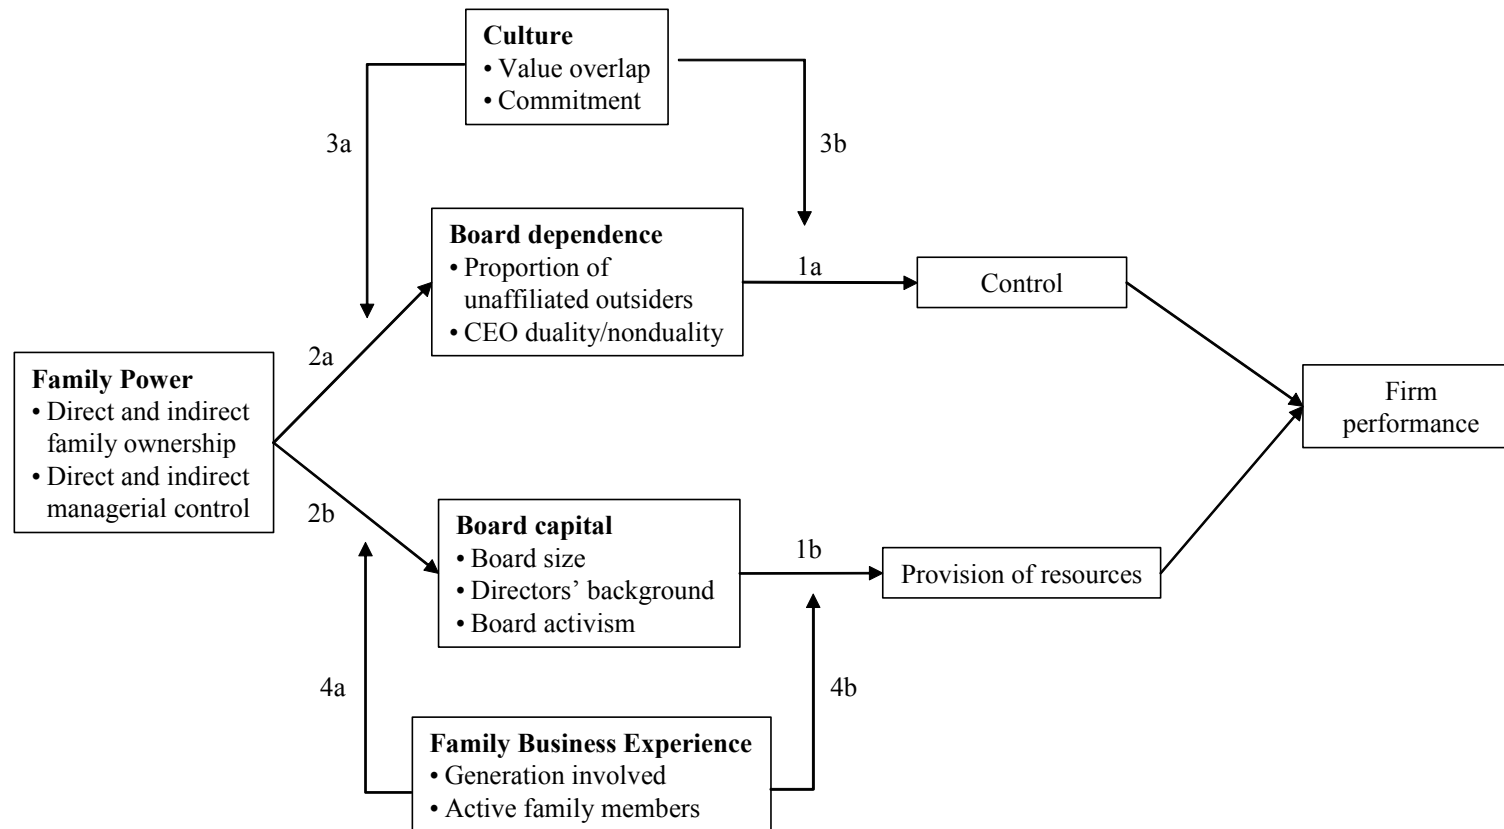 Culture
• Value overlap
• Commitment
3a
3b
Board dependence
• Proportion of
unaffiliated outsiders
• CEO duality/nonduality
1a
Control
2a
Family Power
• Direct and indirect
family ownership
• Direct and indirect
managerial control
Firm
performance
2b
Board capital
• Board size
• Directors’ background
• Board activism
1b
Provision of resources
4a
4b
Family Business Experience
• Generation involved
• Active family members